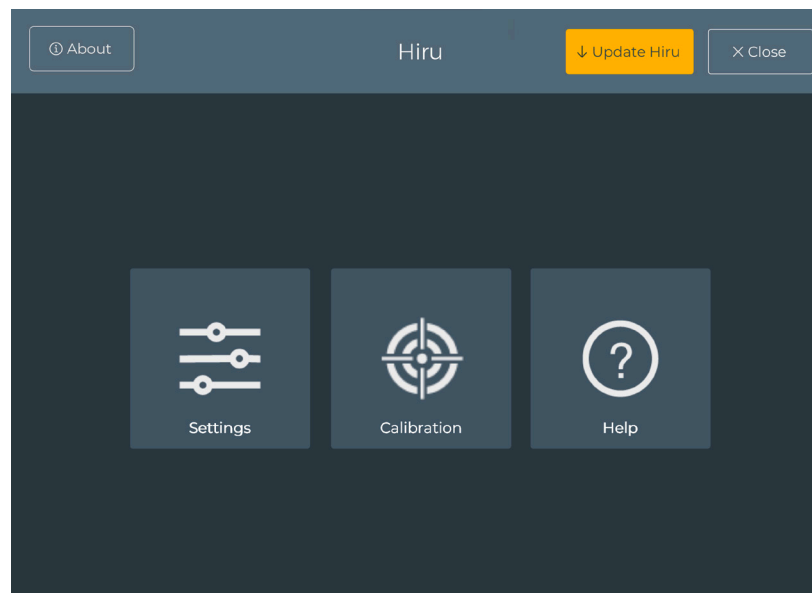 About
Hiru
Update Hiru
Close
Settings
Calibration
?
Help